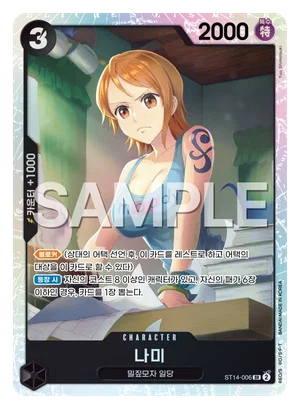 3
2000
특수
特
카운터 +1000
SAMPLE
블로커 (상대의 어택 선언 후, 이 카드를 레스트로 하고 어택의
대상을 이 카드로 할 수 있다)
등장 시 자신의 코스트 8 이상인 캐릭터가 있고, 자신의 패가 6장
이하인 경우, 카드를 1장 뽑는다.
CHARACTER
나미
밀짚모자 일당
ST14-006
2